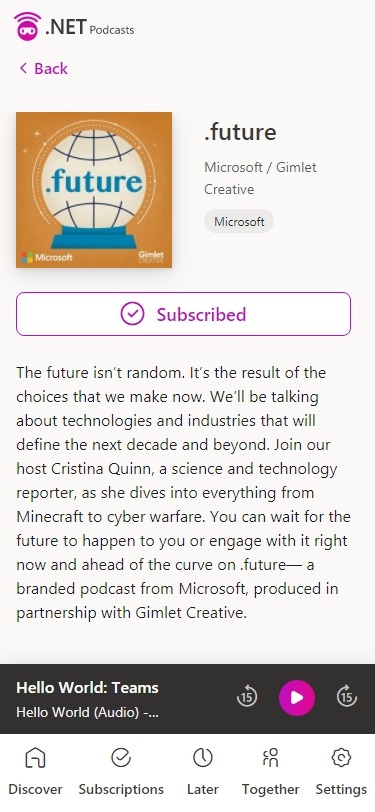 .NET Podcasts
Back
.future
Microsoft
Gimlet
CREATIVE
.future
Microsoft / Gimlet
Creative
Microsoft
Subscribed
The future isn't random. It's the result of the
choices that we make now. We'll be talking
about technologies and industries that will
define the next decade and beyond. Join our
host Cristina Quinn, a science and technology
reporter, as she dives into everything from
Minecraft to cyber warfare. You can wait for the
future to happen to you or engage with it right
now and ahead of the curve on .future— a
branded podcast from Microsoft, produced in
partnership with Gimlet Creative.
Hello World: Teams
Hello World (Audio) -...
15
15
Discover
Subscriptions
Later
Together
Settings